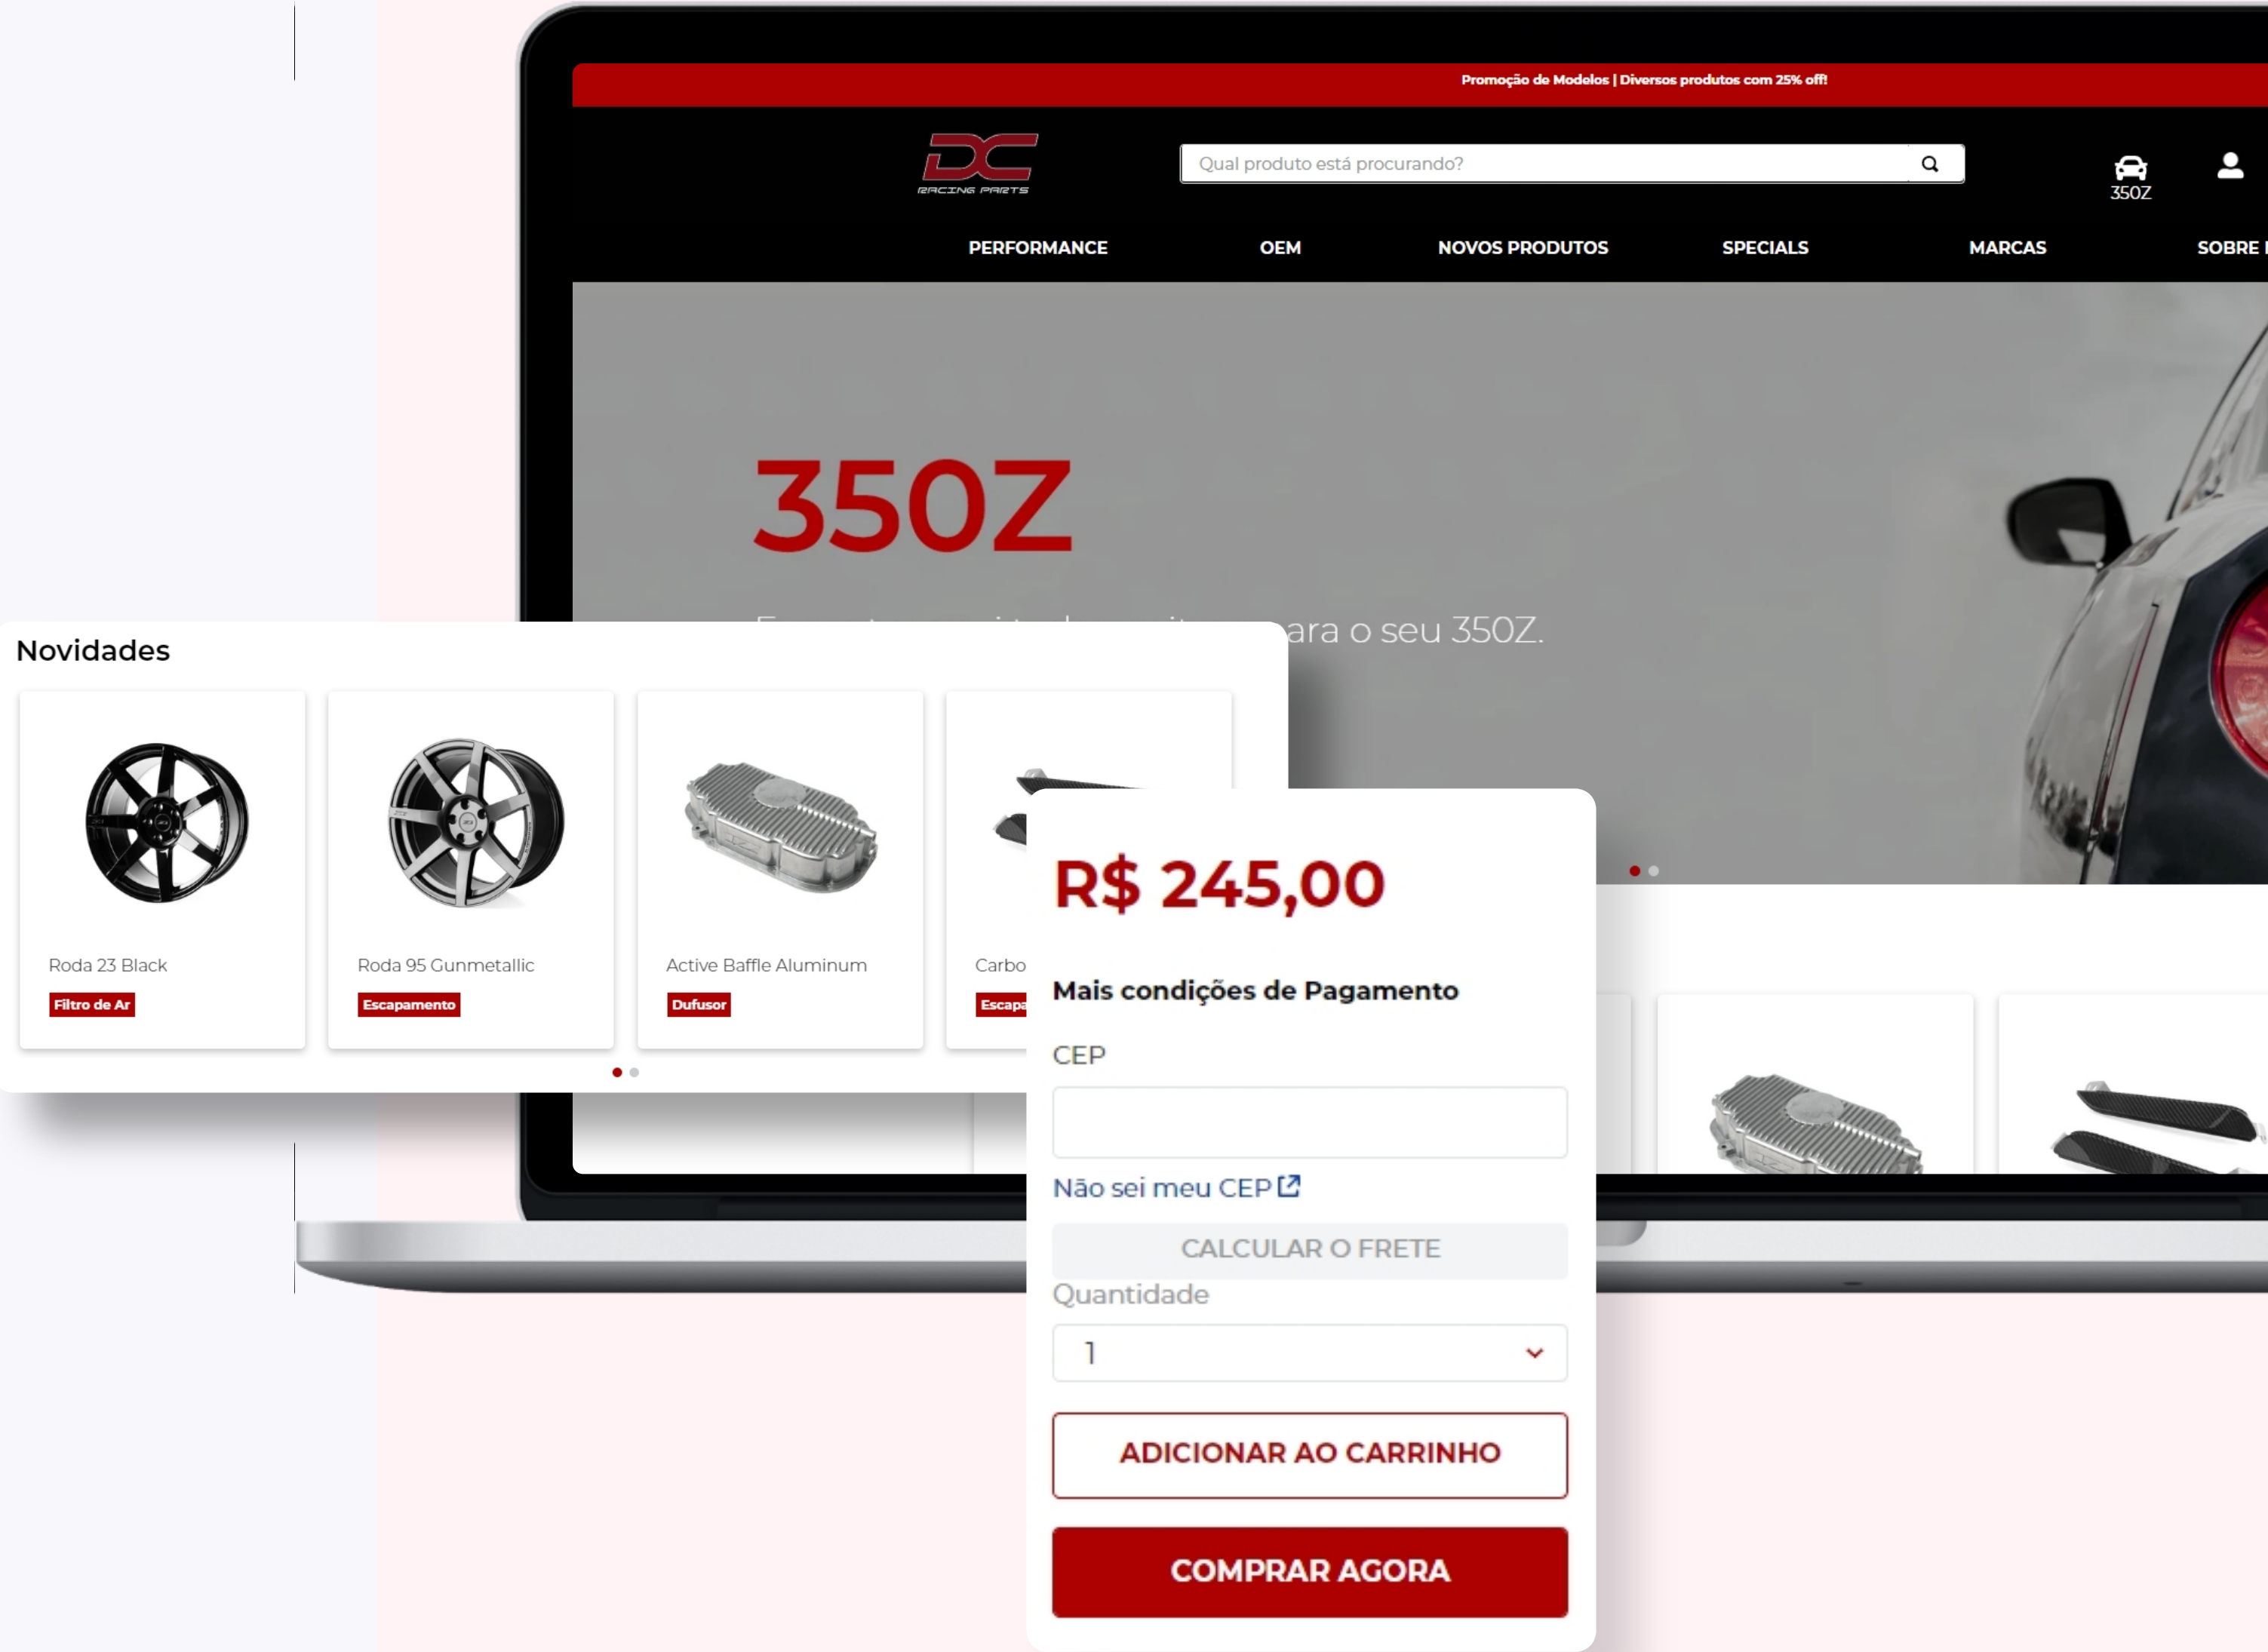 Promoção de Modelos | Diversos produtos com 25% off!
DC
RACING PARTS
Qual produto está procurando?
350Z
PERFORMANCE
OEM
NOVOS PRODUTOS
SPECIALS
MARCAS
SOBRE
350Z
o seu 350Z.
Novidades
Roda 23 Black
Filtro de Ar
Roda 95 Gunmetallic
Escapamento
Active Baffle Aluminum
Dufusor
R$ 245,00
Mais condições de Pagamento
CEP
Não sei meu CEP
CALCULAR O FRETE
Quantidade
1
ADICIONAR AO CARRINHO
COMPRAR AGORA